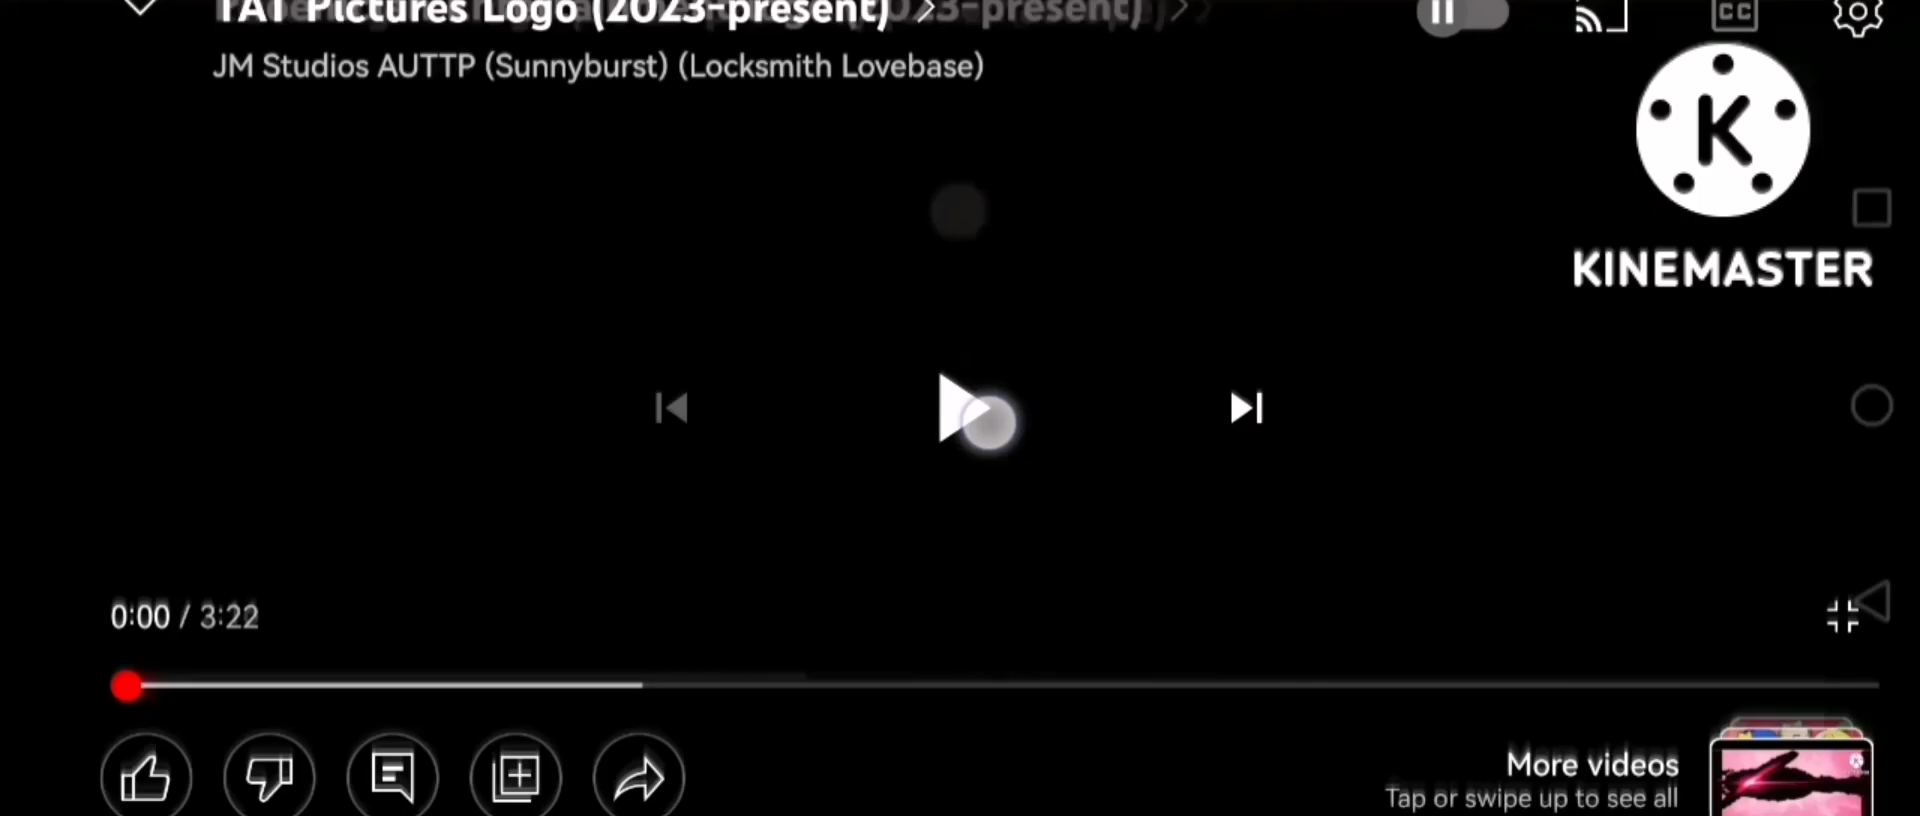 TAT Pictures Logo (2023-present)
JM Studios AUTTP (Sunnyburst) (Locksmith Lovebase)
CC
K
KINEMASTER
0:00 / 3:22
More videos
Tap or swipe up to see all